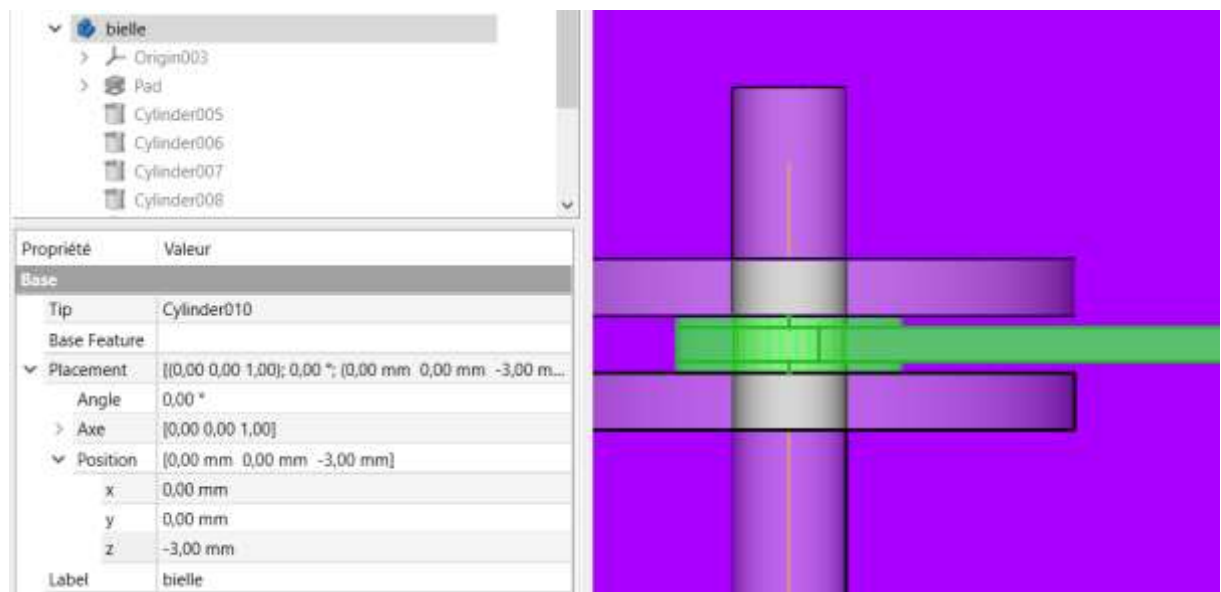 bielle
Origin003
Pad
Cylinder005
Cylinder006
Cylinder007
Cylinder008
Propriété Valeur
Base
Tip Cylinder010
Base Feature
Placement [(0,00 0,00 1,00); 0,00 °; (0,00 mm 0,00 mm -3,00 m...
Angle 0,00 °
Axe [0,00 0,00 1,00]
Position [0,00 mm 0,00 mm -3,00 mm]
x 0,00 mm
y 0,00 mm
z -3,00 mm
Label bielle